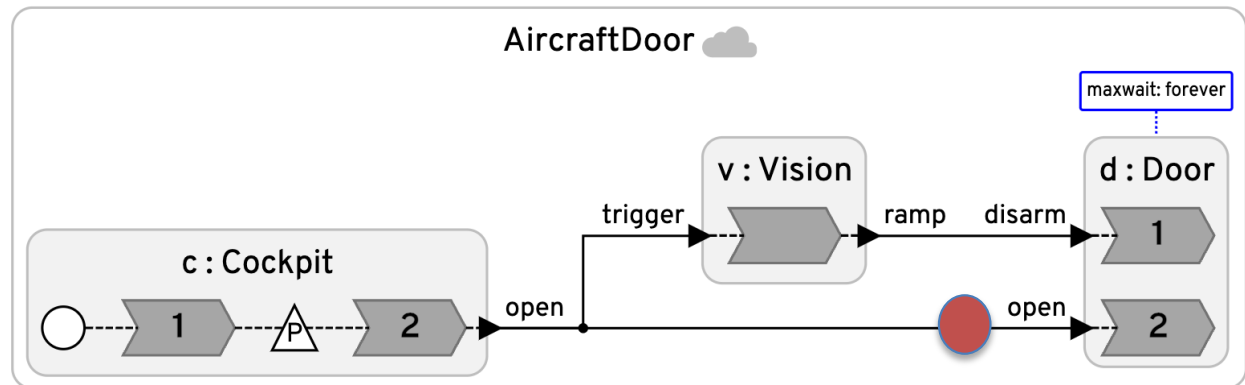 AircraftDoor
maxwait: forever
v : Vision
d : Door
trigger
ramp
disarm
1
c : Cockpit
1
P
2
open
open
2